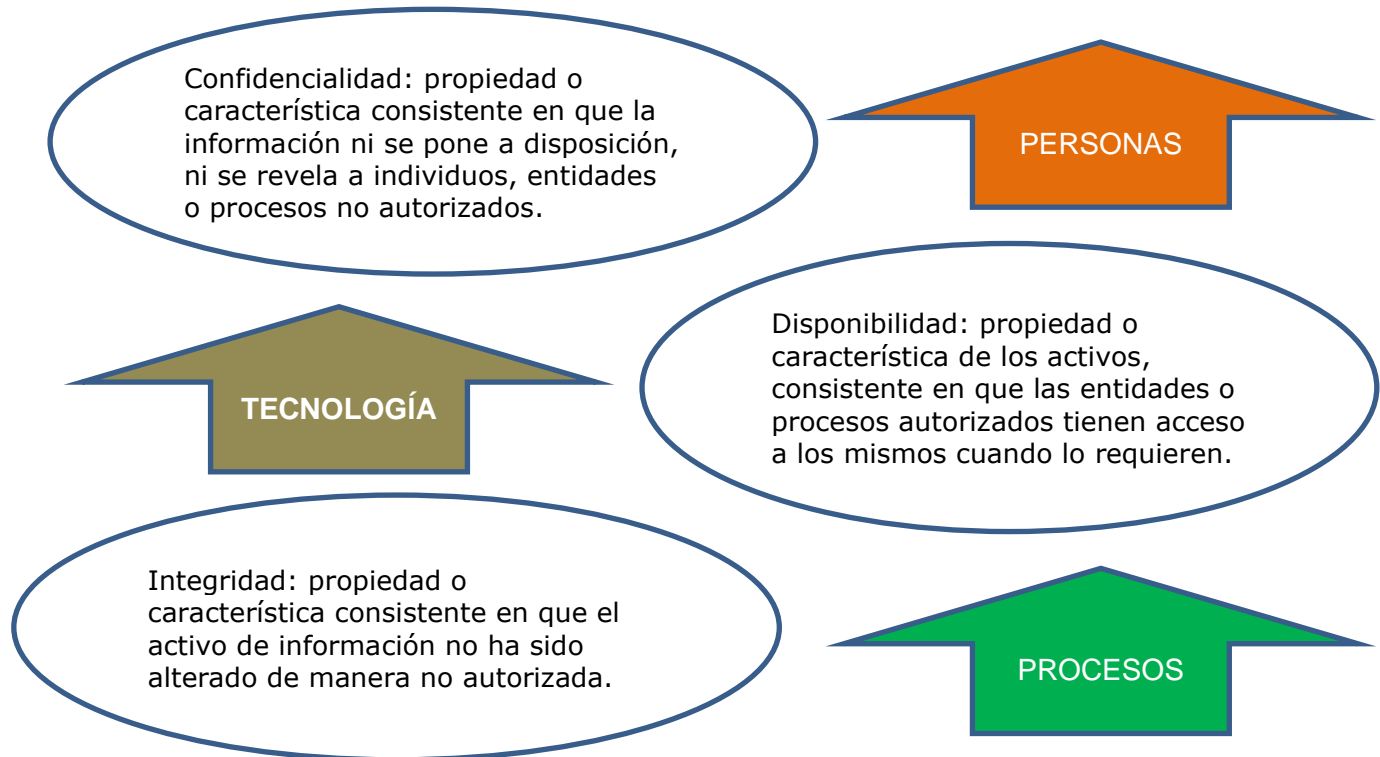 Confidencialidad: propiedad o
característica consistente en que la
información ni se pone a disposición,
ni se revela a individuos, entidades
o procesos no autorizados.
PERSONAS
TECNOLOGÍA
Disponibilidad: propiedad o
característica de los activos,
consistente en que las entidades o
procesos autorizados tienen acceso
a los mismos cuando lo requieren.
Integridad: propiedad o
característica consistente en que el
activo de información no ha sido
alterado de manera no autorizada.
PROCESOS